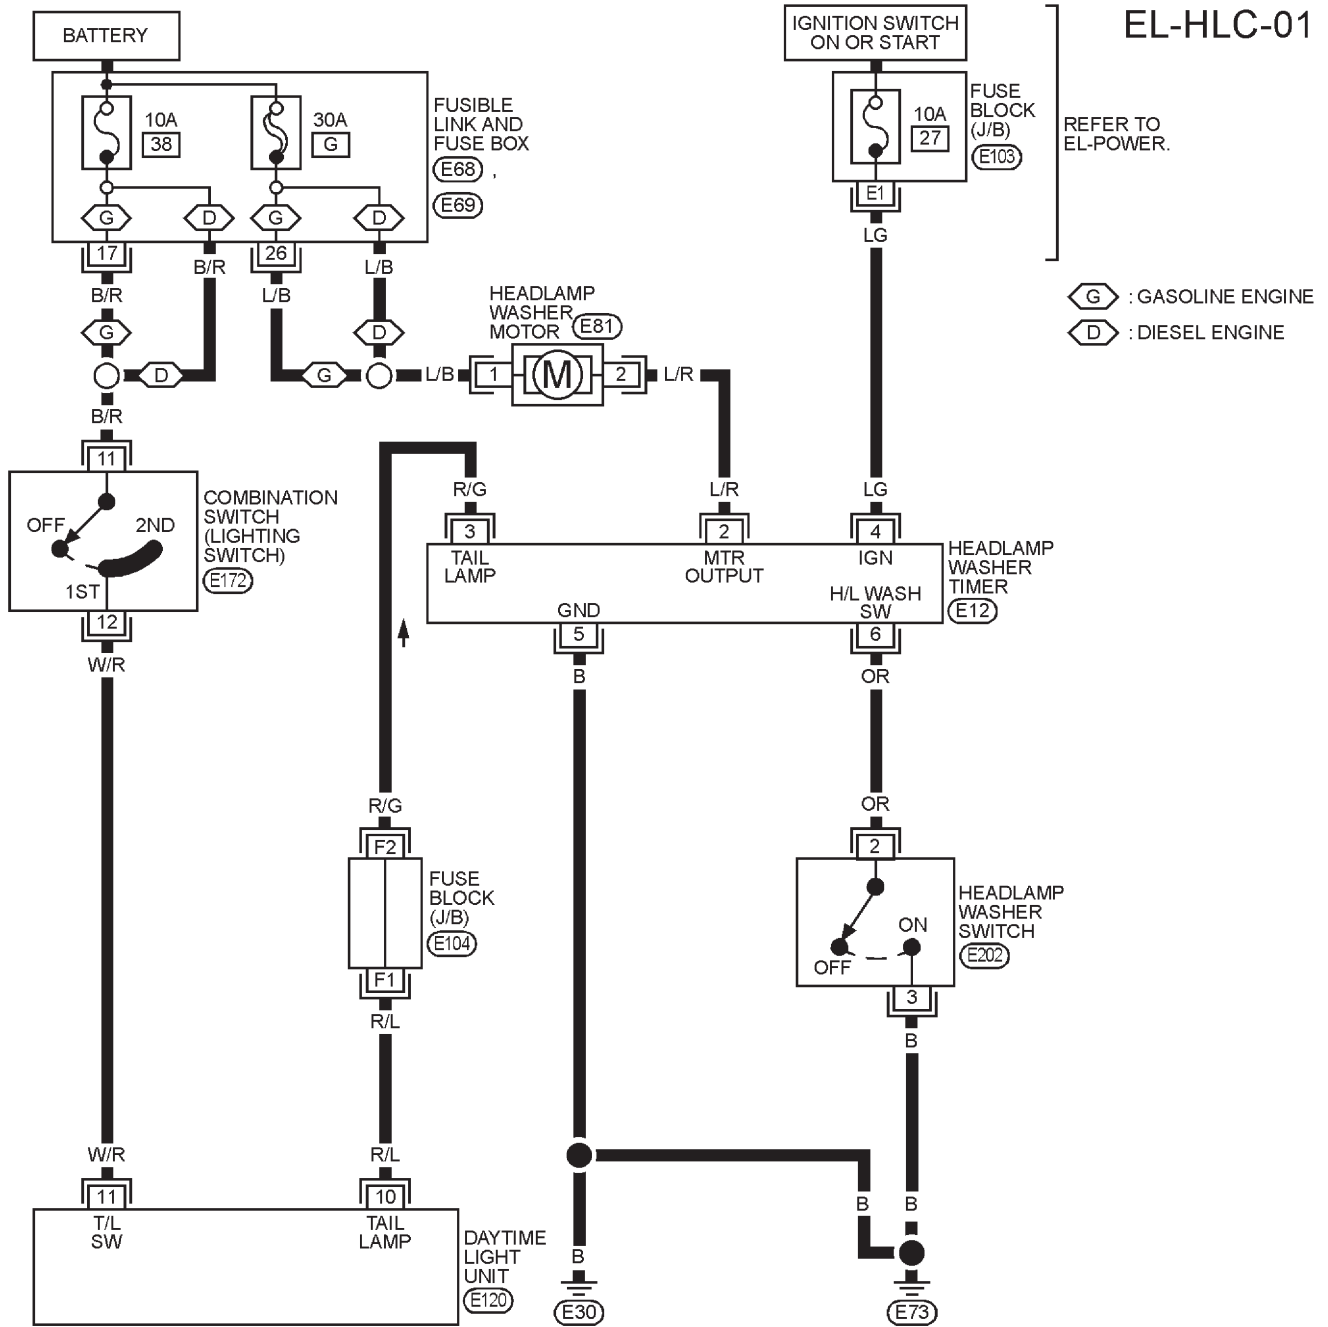 EL-HLC-01
BATTERY
IGNITION SWITCH
ON OR START
10A
38
30A
G
FUSIBLE
LINK AND
FUSE BOX
E68 ,
E69
10A
27
FUSE
BLOCK
(J/B)
E103
REFER TO
EL-POWER.
G
D
G
D
E1
17
B/R
26
L/B
LG
B/R
L/B
G : GASOLINE ENGINE
D : DIESEL ENGINE
G
D
HEADLAMP
WASHER
MOTOR E81
D
G
L/B
1
M
2
L/R
B/R
11
COMBINATION
SWITCH
(LIGHTING
SWITCH)
E172
OFF
2ND
1ST
12
W/R
R/G
3
L/R
2
LG
4
TAIL
LAMP
MTR
OUTPUT
IGN
GND
H/L WASH
SW
HEADLAMP
WASHER
TIMER
E12
5
B
6
OR
R/G
F2
FUSE
BLOCK
(J/B)
E104
F1
R/L
OR
2
OFF
ON
HEADLAMP
WASHER
SWITCH
E202
3
B
W/R
R/L
11
10
T/L
SW
TAIL
LAMP
DAYTIME
LIGHT
UNIT
E120
B
B
B
E30
E73